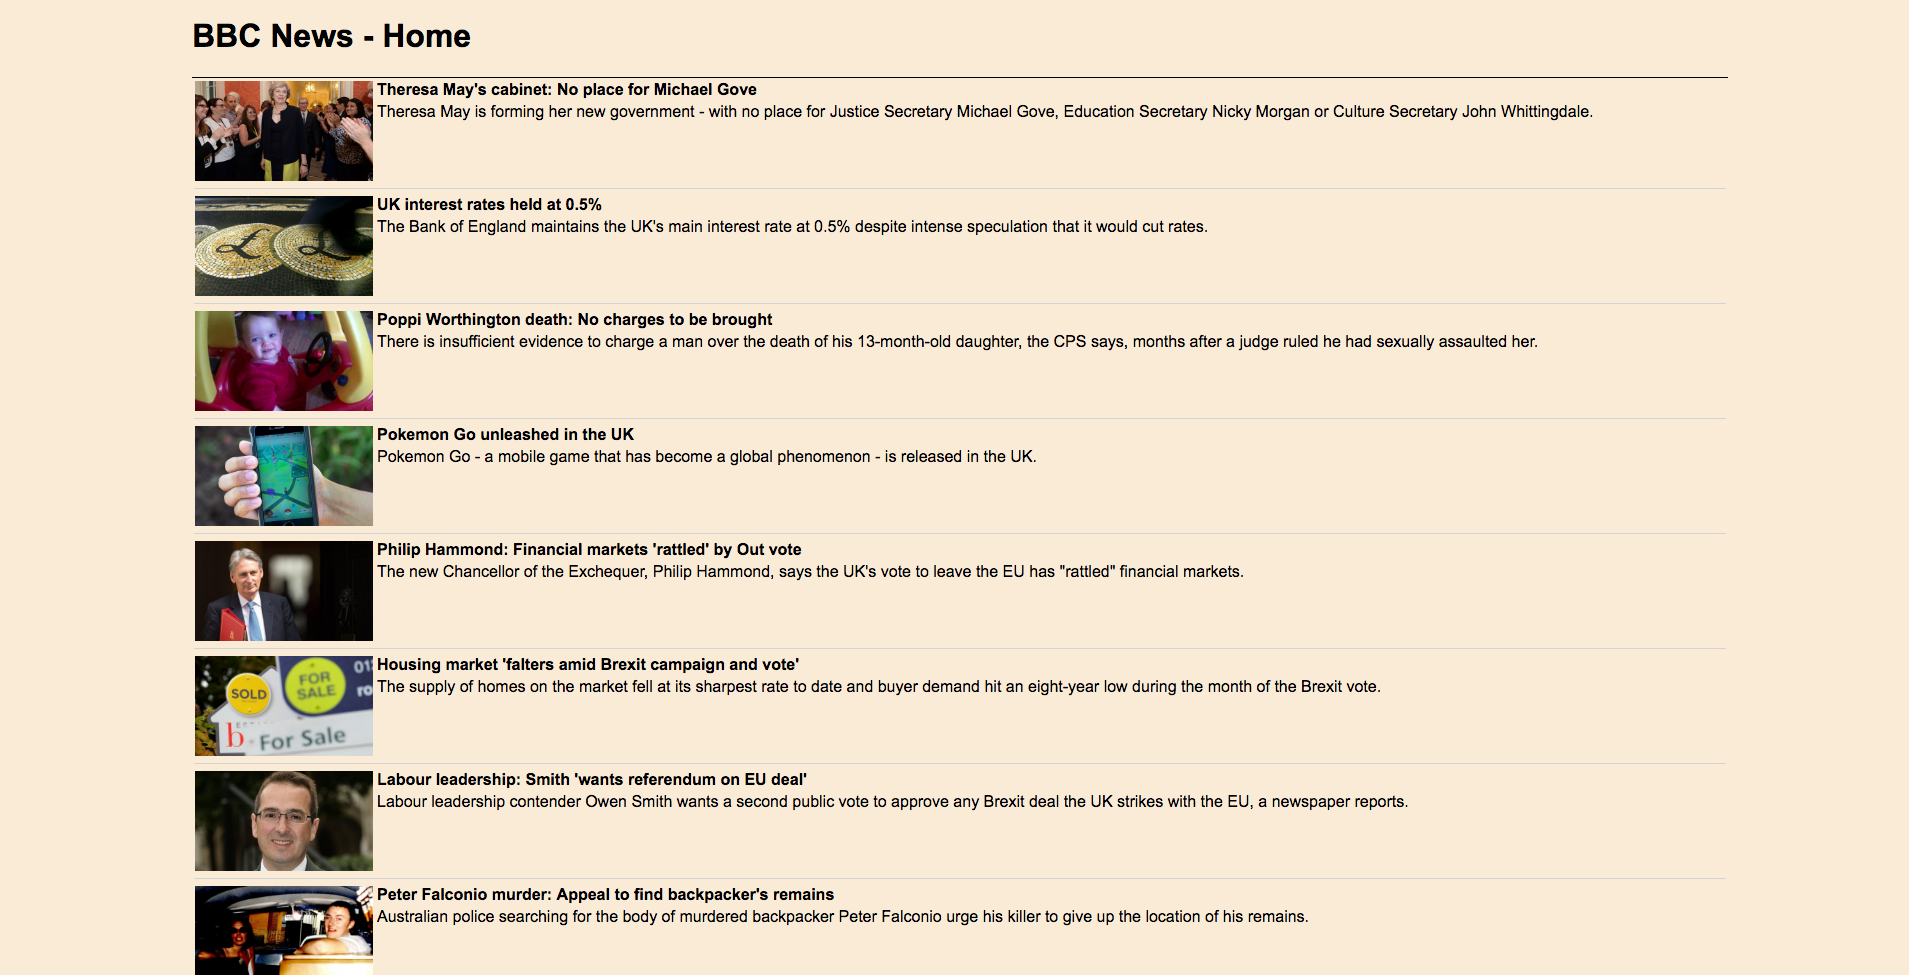 BBC News - Home
Theresa May's cabinet: No place for Michael Gove
Theresa May is forming her new government - with no place for Justice Secretary Michael Gove, Education Secretary Nicky Morgan or Culture Secretary John Whittingdale.
UK interest rates held at 0.5%
The Bank of England maintains the UK's main interest rate at 0.5% despite intense speculation that it would cut rates.
Poppi Worthington death: No charges to be brought
There is insufficient evidence to charge a man over the death of his 13-month-old daughter, the CPS says, months after a judge ruled he had sexually assaulted her.
Pokemon Go unleashed in the UK
Pokemon Go - a mobile game that has become a global phenomenon - is released in the UK.
Philip Hammond: Financial markets 'rattled' by Out vote
The new Chancellor of the Exchequer, Philip Hammond, says the UK's vote to leave the EU has "rattled" financial markets.
Housing market 'falters amid Brexit campaign and vote'
The supply of homes on the market fell at its sharpest rate to date and buyer demand hit an eight-year low during the month of the Brexit vote.
SOLD
FOR
SALE
01
ro
b
For Sale
Labour leadership: Smith 'wants referendum on EU deal'
Labour leadership contender Owen Smith wants a second public vote to approve any Brexit deal the UK strikes with the EU, a newspaper reports.
Peter Falconio murder: Appeal to find backpacker's remains
Australian police searching for the body of murdered backpacker Peter Falconio urge his killer to give up the location of his remains.